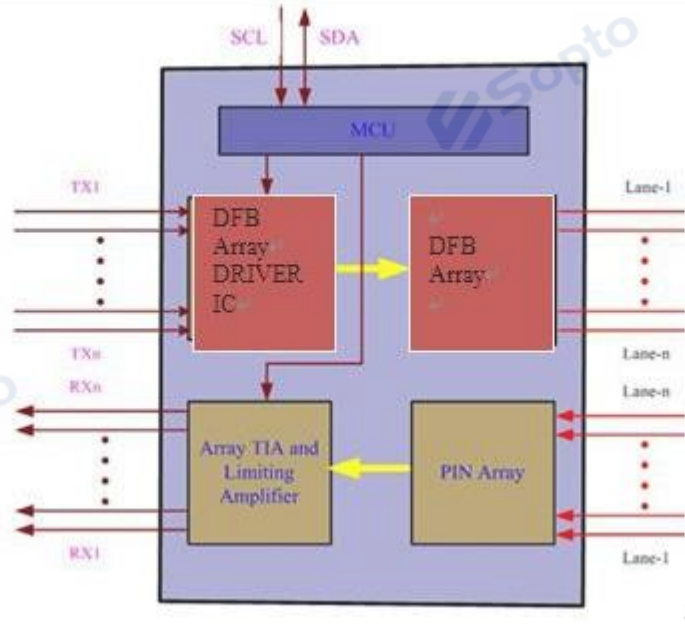 SCL
SDA
Sopto
MCU
TX1
Lane-1
DFB
Array
DRIVER
IC
DFB
Array
TXn
Lane-n
RXn
Lane-n
Array TIA and
Limiting
Amplifier
PIN Array
RX1
Lane-1